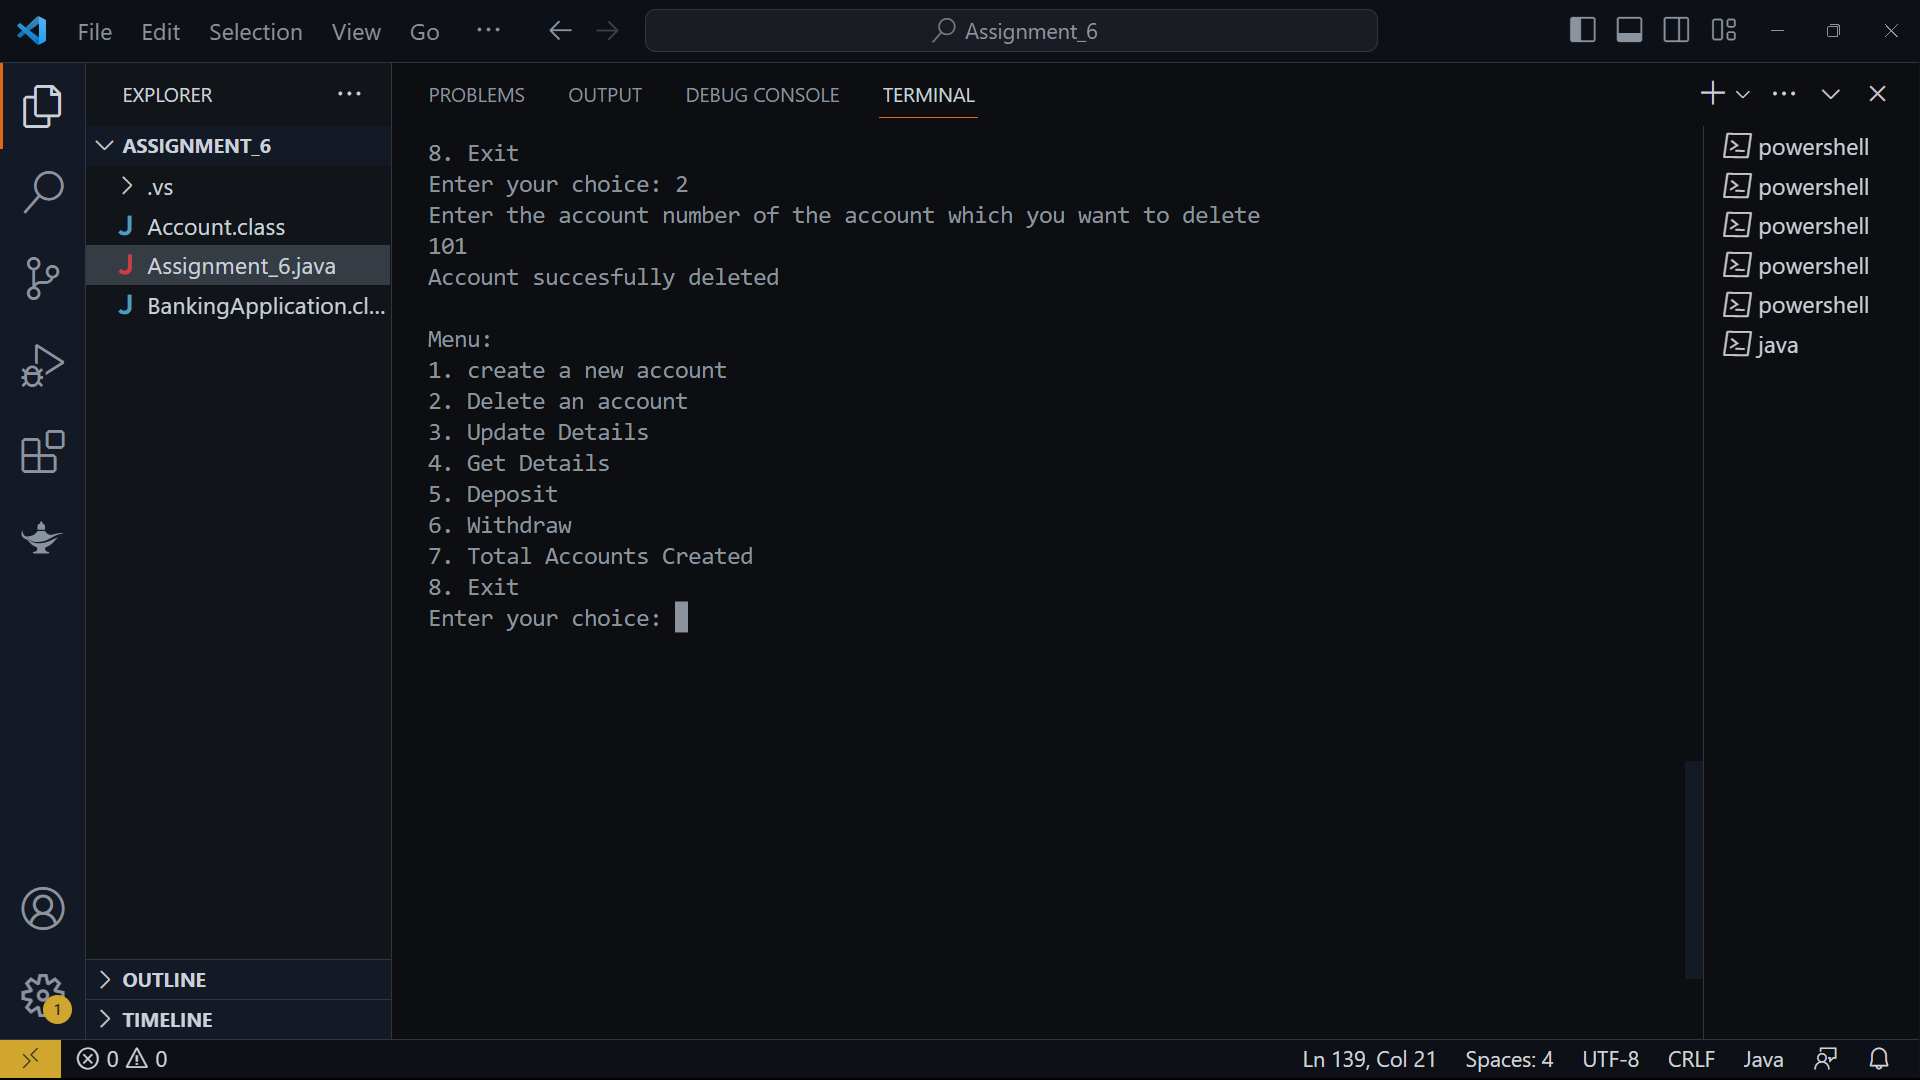 File Edit Selection View Go ··· Assignment_6
EXPLORER ···
ASSIGNMENT_6
.vs
Account.class
Assignment_6.java
BankingApplication.cl...
OUTLINE
TIMELINE
PROBLEMS OUTPUT DEBUG CONSOLE TERMINAL
8. Exit
Enter your choice: 2
Enter the account number of the account which you want to delete
101
Account succesfully deleted
Menu:
1. create a new account
2. Delete an account
3. Update Details
4. Get Details
5. Deposit
6. Withdraw
7. Total Accounts Created
8. Exit
Enter your choice:
powershell
powershell
powershell
powershell
powershell
java
1
0 0 Ln 139, Col 21 Spaces: 4 UTF-8 CRLF Java